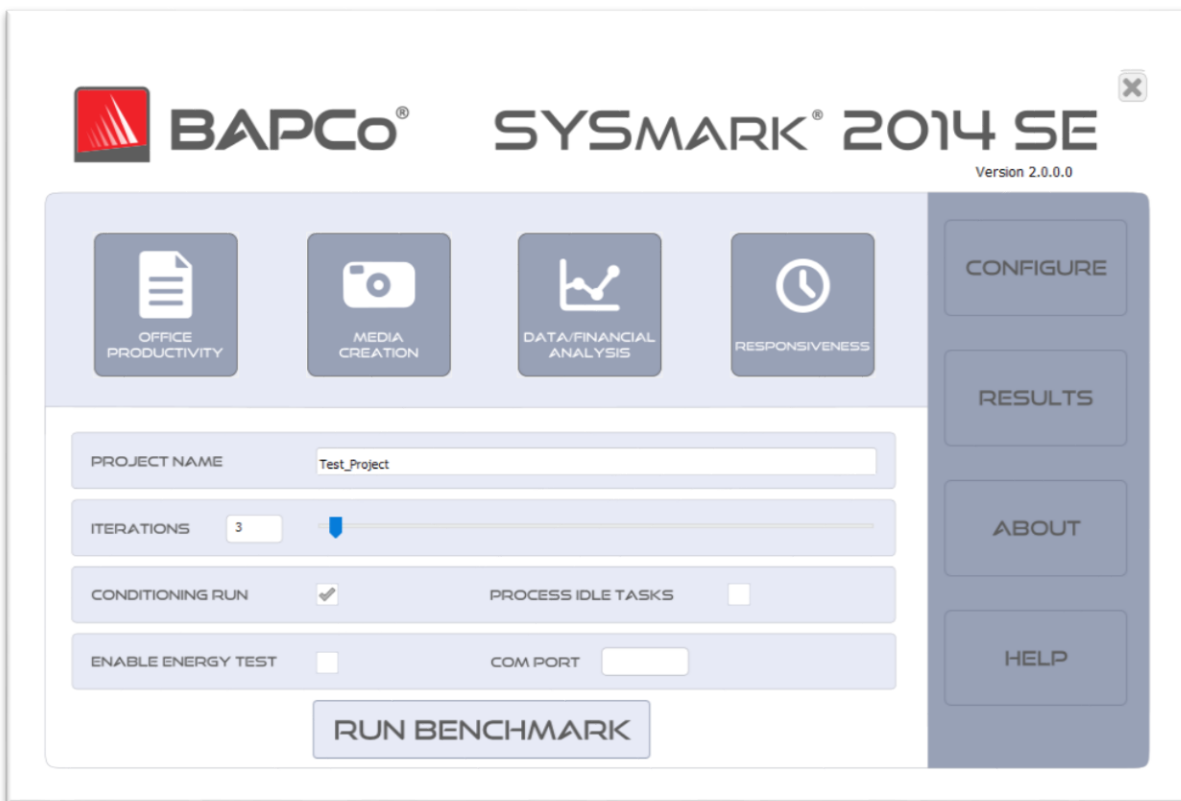 BAPCo®
SYSMARK® 2014 SE
Version 2.0.0.0
OFFICE
PRODUCTIVITY
MEDIA
CREATION
DATA/FINANCIAL
ANALYSIS
RESPONSIVENESS
CONFIGURE
RESULTS
ABOUT
HELP
PROJECT NAME Test_Project
ITERATIONS 3
CONDITIONING RUN PROCESS IDLE TASKS
ENABLE ENERGY TEST COM PORT
RUN BENCHMARK